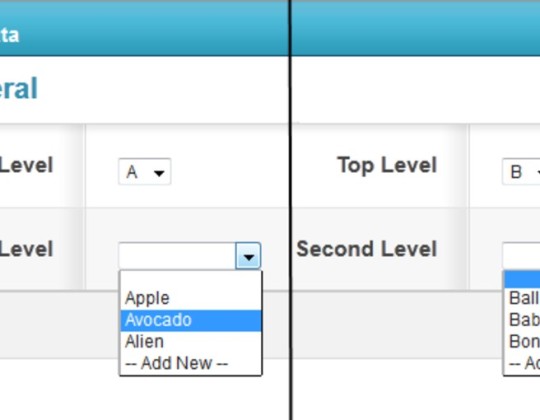 ta
eral
Level
A
Level
Apple
Avocado
Alien
-- Add New --
Top Level
B
Second Level
Ball
Bab
Bon
-- Ad